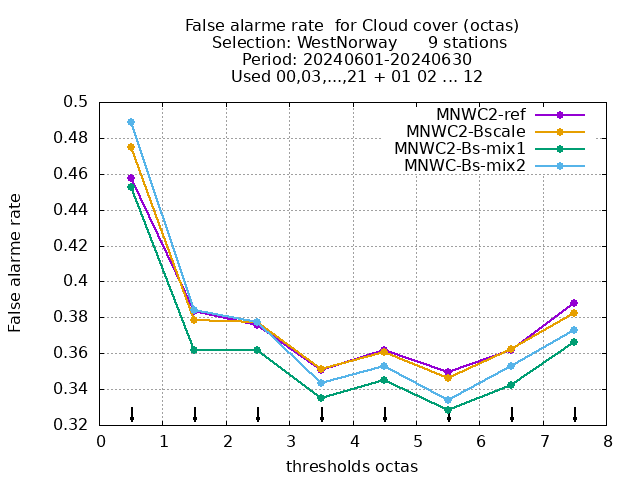 False alarme rate  for Cloud cover (octas)
Selection: WestNorway      9 stations
Period: 20240601-20240630
Used 00,03,...,21 + 01 02 ... 12
MNWC2-ref
MNWC2-Bscale
MNWC2-Bs-mix1
MNWC-Bs-mix2
False alarme rate
0.5
0.48
0.46
0.44
0.42
0.4
0.38
0.36
0.34
0.32
0 1 2 3 4 5 6 7 8
thresholds octas